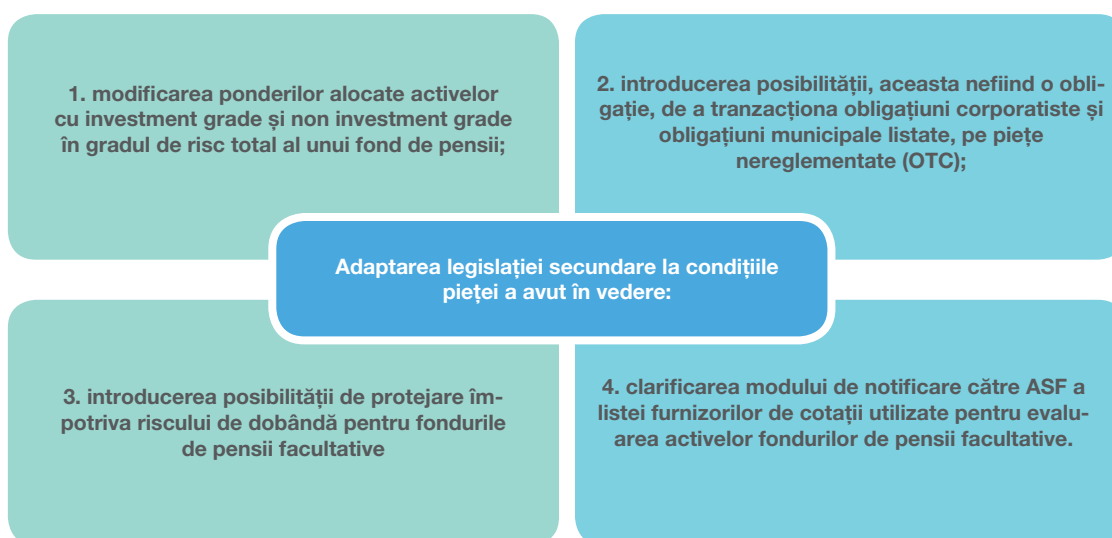 1. modificarea ponderilor alocate activelor
cu investment grade și non investment grade
în gradul de risc total al unui fond de pensii;
2. introducerea posibilității, aceasta nefiind o obli-
gație, de a tranzacționa obligațiuni corporatiste și
obligațiuni municipale listate, pe piețe
nereglementate (OTC);
Adaptarea legislației secundare la condițiile
pieței a avut în vedere:
3. introducerea posibilității de protejare îm-
potriva riscului de dobândă pentru fondurile
de pensii facultative
4. clarificarea modului de notificare către ASF a
listei furnizorilor de cotații utilizate pentru evalu-
area activelor fondurilor de pensii facultative.